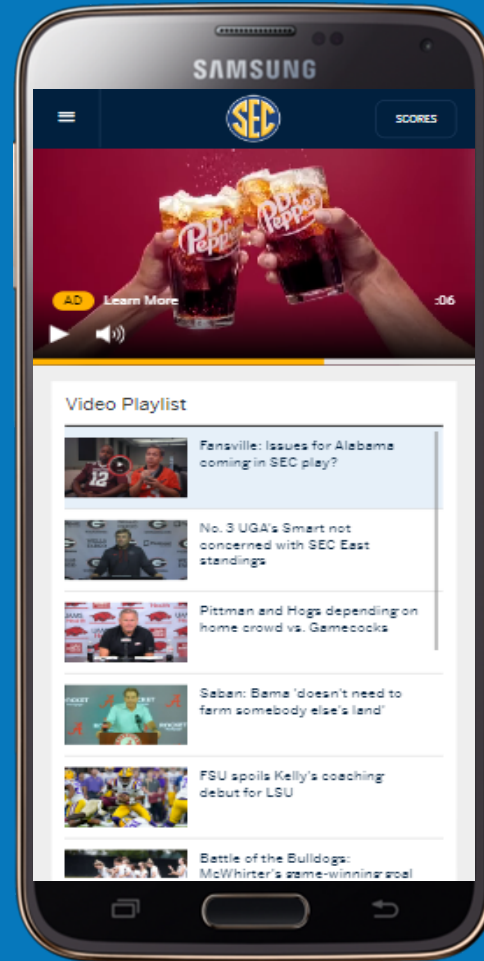 SAMSUNG
SEC
SCORES
Dr Pepper
Dr Pepper
AD Learn More :06
Video Playlist
Fansville: Issues for Alabama
coming in SEC play?
12
No. 3 UGA's Smart not
concerned with SEC East
standings
Pittman and Hogs depending on
home crowd vs. Gamecocks
Saban: Bama 'doesn't need to
farm somebody else's land'
FSU spoils Kelly's coaching
debut for LSU
Battle of the Bulldogs:
McWhirter's game-winning goal